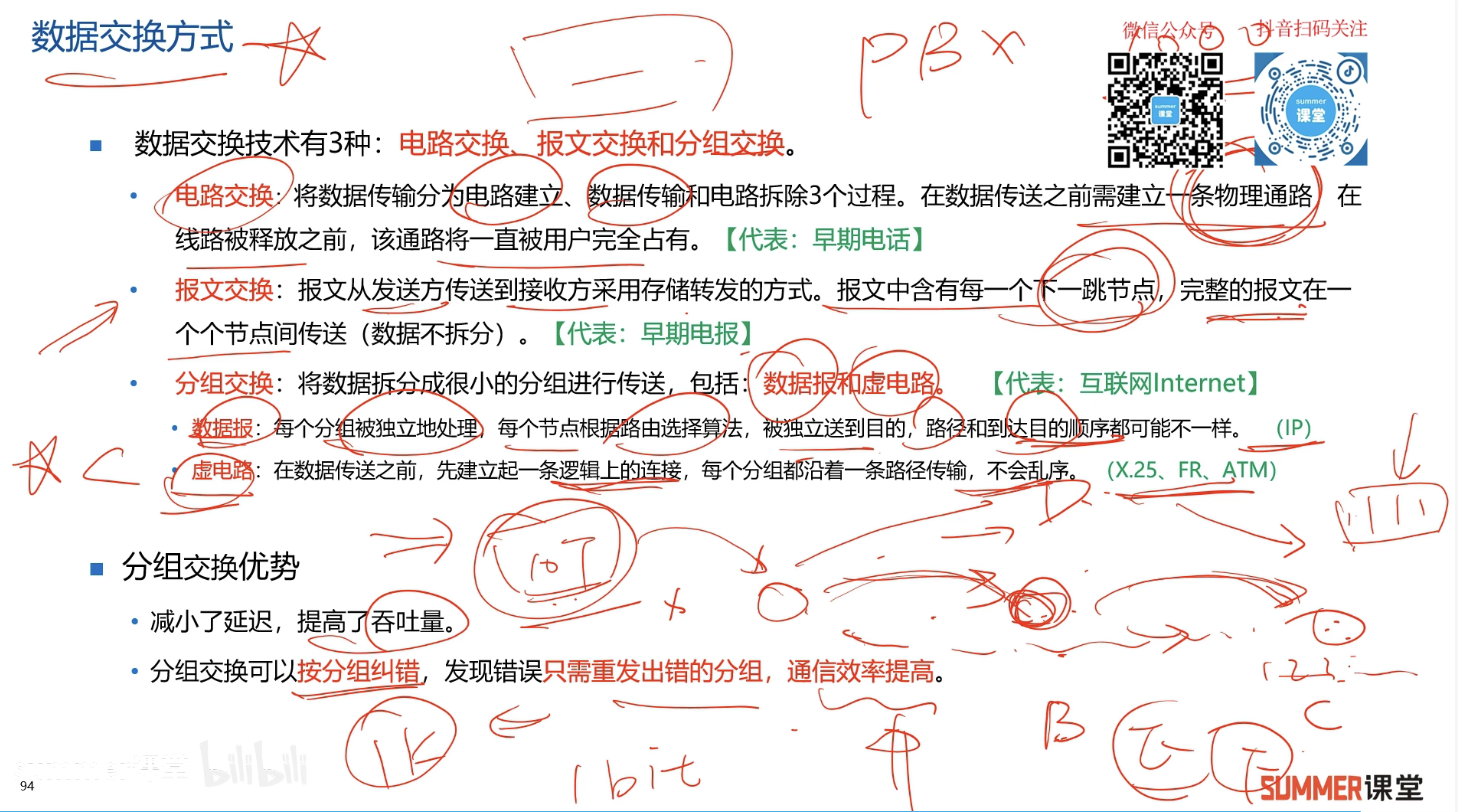 数据交换方式
PBX
微信公众号
抖音扫码关注
summer
课堂
summer
课堂
数据交换技术有3种：电路交换、报文交换和分组交换。
电路交换：将数据传输分为电路建立、数据传输和电路拆除3个过程。在数据传送之前需建立一条物理通路，在
线路被释放之前，该通路将一直被用户完全占有。【代表：早期电话】
报文交换：报文从发送方传送到接收方采用存储转发的方式。报文中含有每一个下一跳节点，完整的报文在一
个个节点间传送（数据不拆分）。【代表：早期电报】
分组交换：将数据拆分成很小的分组进行传送，包括：数据报和虚电路。 【代表：互联网Internet】
数据报：每个分组被独立地处理，每个节点根据路由选择算法，被独立送到目的，路径和到达目的顺序都可能不一样。 （IP）
虚电路：在数据传送之前，先建立起一条逻辑上的连接，每个分组都沿着一条路径传输，不会乱序。 （X.25、FR、ATM）
D
10T
分组交换优势
减小了延迟，提高了吞吐量。
分组交换可以按分组纠错，发现错误只需重发出错的分组，通信效率提高。
1K
1bit
B
C
bilibili
SUMMER课堂
94